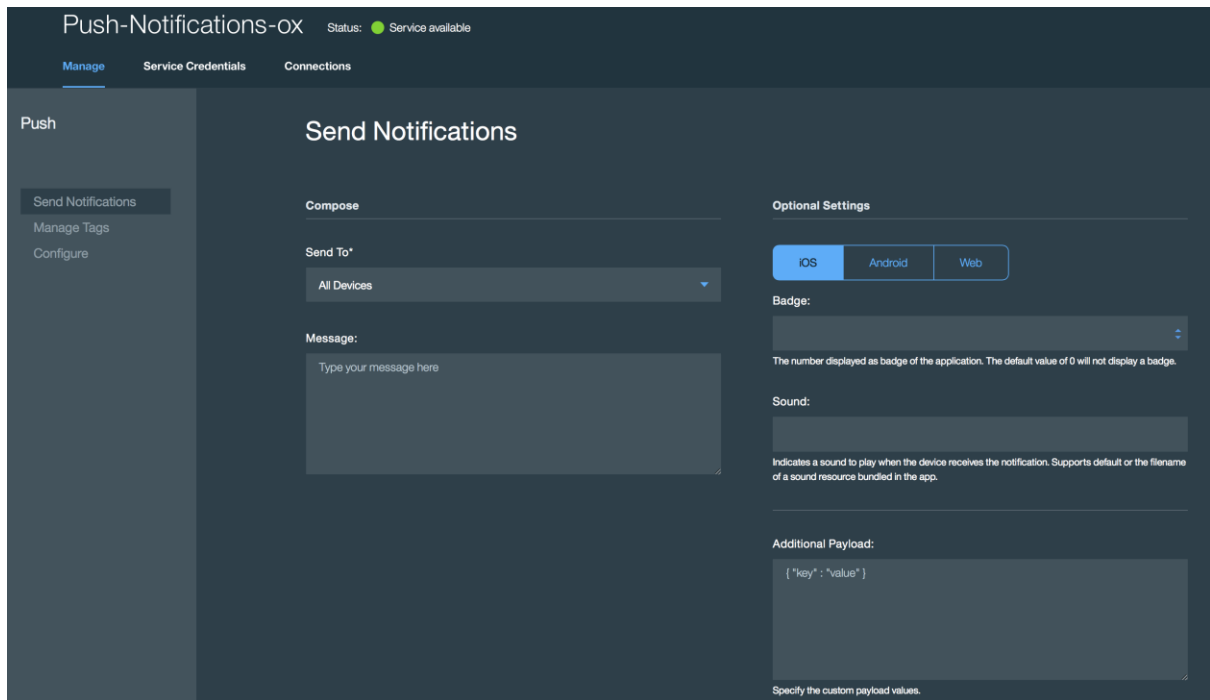 Push-Notifications-ox Status: Service available
Manage Service Credentials Connections
Push
Send Notifications
Manage Tags
Configure
Send Notifications
Compose
Send To*
All Devices
Message:
Type your message here
Optional Settings
iOS Android Web
Badge:
The number displayed as badge of the application. The default value of 0 will not display a badge.
Sound:
Indicates a sound to play when the device receives the notification. Supports default or the filename
of a sound resource bundled in the app.
Additional Payload:
{ "key" : "value" }
Specify the custom payload values.